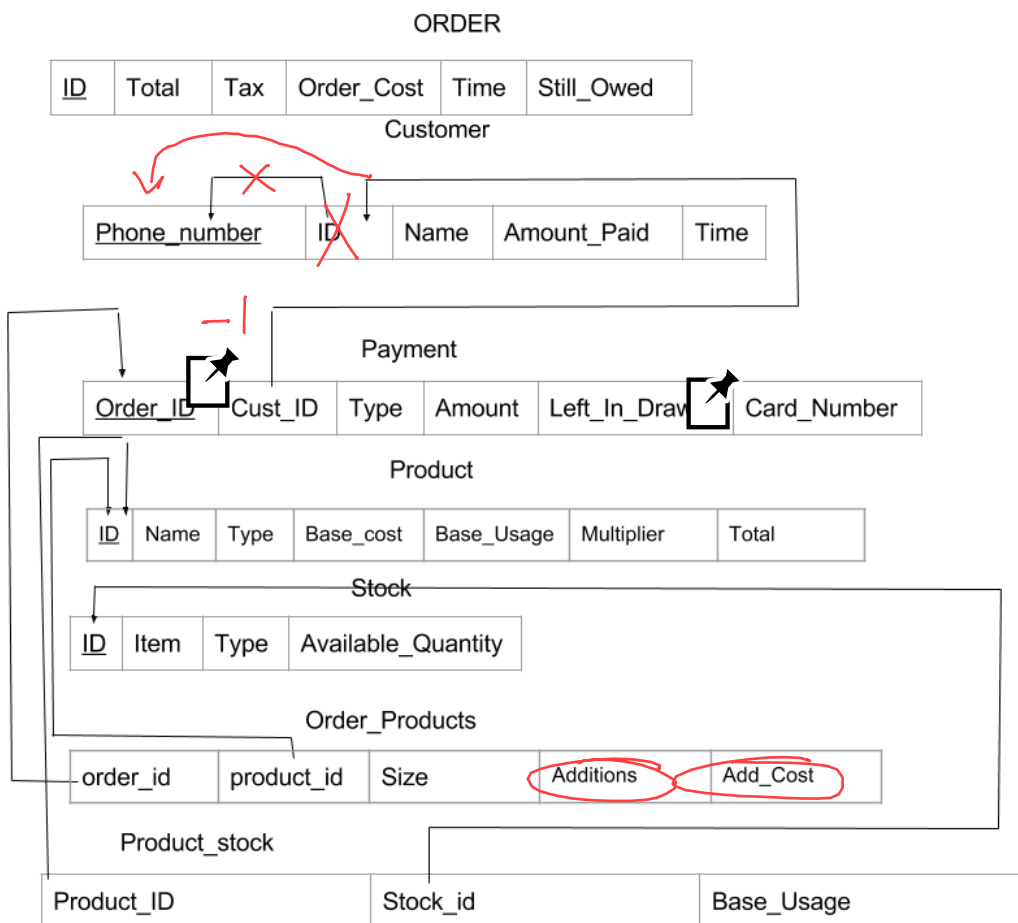 ORDER
ID Total Tax Order_Cost Time Still_Owed
Customer
Phone_number ID Name Amount_Paid Time
-1
Payment
Order_ID Cust_ID Type Amount Left_In_Draw Card_Number
Product
ID Name Type Base_cost Base_Usage Multiplier Total
Stock
ID Item Type Available_Quantity
Order_Products
order_id product_id Size Additions Add_Cost
Product_stock
Product_ID Stock_id Base_Usage